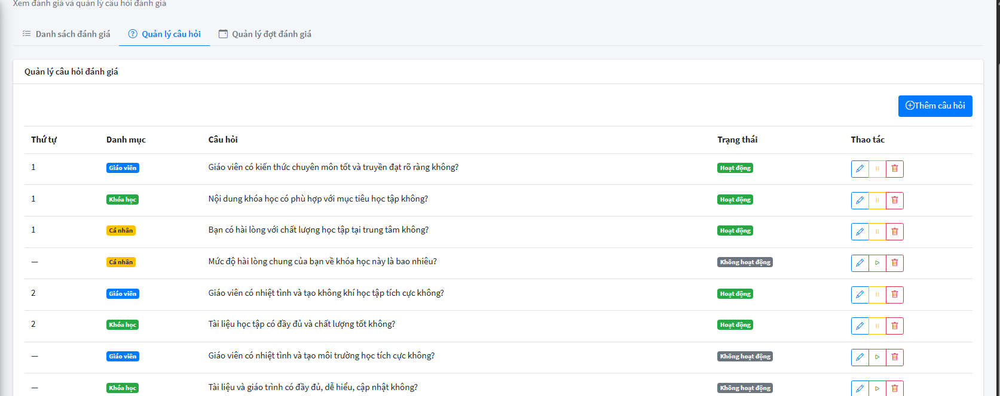 Xem đánh giá và quản lý câu hỏi đánh giá
Danh sách đánh giá Quản lý câu hỏi Quản lý đợt đánh giá
Quản lý câu hỏi đánh giá
Thêm câu hỏi
Thứ tự Danh mục Câu hỏi Trạng thái Thao tác
1 Giáo viên Giáo viên có kiến thức chuyên môn tốt và truyền đạt rõ ràng không? Hoạt động
1 Khóa học Nội dung khóa học có phù hợp với mục tiêu học tập không? Hoạt động
1 Cá nhân Bạn có hài lòng với chất lượng học tập tại trung tâm không? Hoạt động
— Cá nhân Mức độ hài lòng chung của bạn về khóa học này là bao nhiêu? Không hoạt động
2 Giáo viên Giáo viên có nhiệt tình và tạo không khí học tập tích cực không? Hoạt động
2 Khóa học Tài liệu học tập có đầy đủ và chất lượng tốt không? Hoạt động
— Giáo viên Giáo viên có nhiệt tình và tạo môi trường học tích cực không? Không hoạt động
— Khóa học Tài liệu và giáo trình có đầy đủ, dễ hiểu, cập nhật không? Không hoạt động